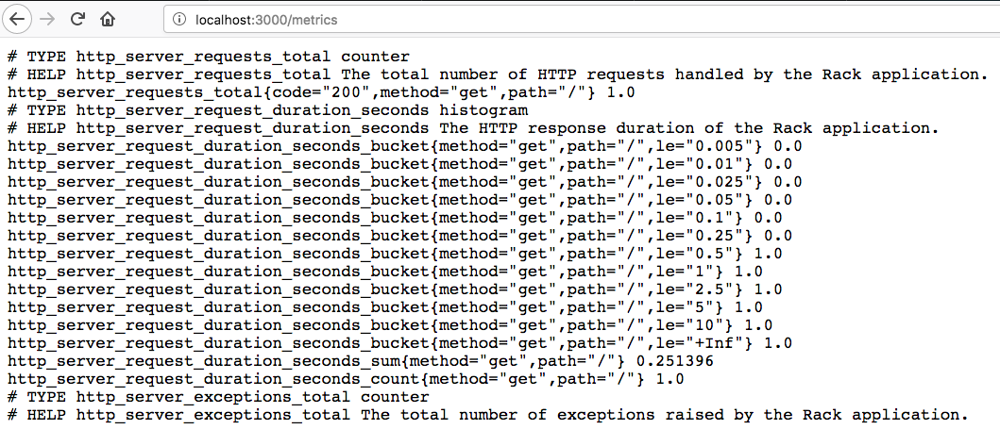 localhost:3000/metrics
# TYPE http_server_requests_total counter
# HELP http_server_requests_total The total number of HTTP requests handled by the Rack application.
http_server_requests_total{code="200",method="get",path="/"} 1.0
# TYPE http_server_request_duration_seconds histogram
# HELP http_server_request_duration_seconds The HTTP response duration of the Rack application.
http_server_request_duration_seconds_bucket{method="get",path="/",le="0.005"} 0.0
http_server_request_duration_seconds_bucket{method="get",path="/",le="0.01"} 0.0
http_server_request_duration_seconds_bucket{method="get",path="/",le="0.025"} 0.0
http_server_request_duration_seconds_bucket{method="get",path="/",le="0.05"} 0.0
http_server_request_duration_seconds_bucket{method="get",path="/",le="0.1"} 0.0
http_server_request_duration_seconds_bucket{method="get",path="/",le="0.25"} 0.0
http_server_request_duration_seconds_bucket{method="get",path="/",le="0.5"} 1.0
http_server_request_duration_seconds_bucket{method="get",path="/",le="1"} 1.0
http_server_request_duration_seconds_bucket{method="get",path="/",le="2.5"} 1.0
http_server_request_duration_seconds_bucket{method="get",path="/",le="5"} 1.0
http_server_request_duration_seconds_bucket{method="get",path="/",le="10"} 1.0
http_server_request_duration_seconds_bucket{method="get",path="/",le="+Inf"} 1.0
http_server_request_duration_seconds_sum{method="get",path="/"} 0.251396
http_server_request_duration_seconds_count{method="get",path="/"} 1.0
# TYPE http_server_exceptions_total counter
# HELP http_server_exceptions_total The total number of exceptions raised by the Rack application.